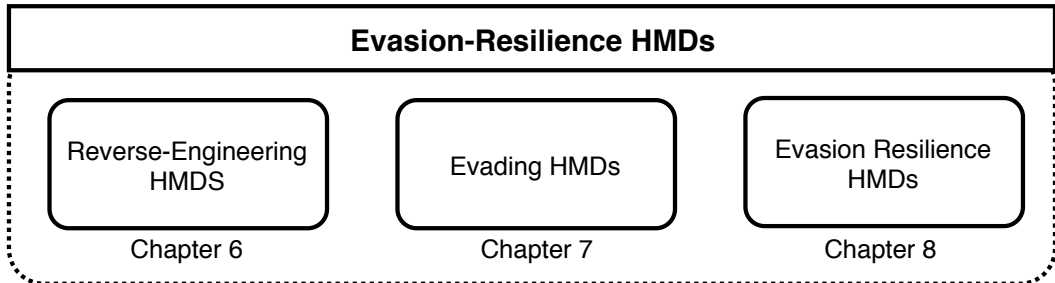 Evasion-Resilience HMDs
Reverse-Engineering
HMDS
Chapter 6
Evading HMDs
Chapter 7
Evasion Resilience
HMDs
Chapter 8